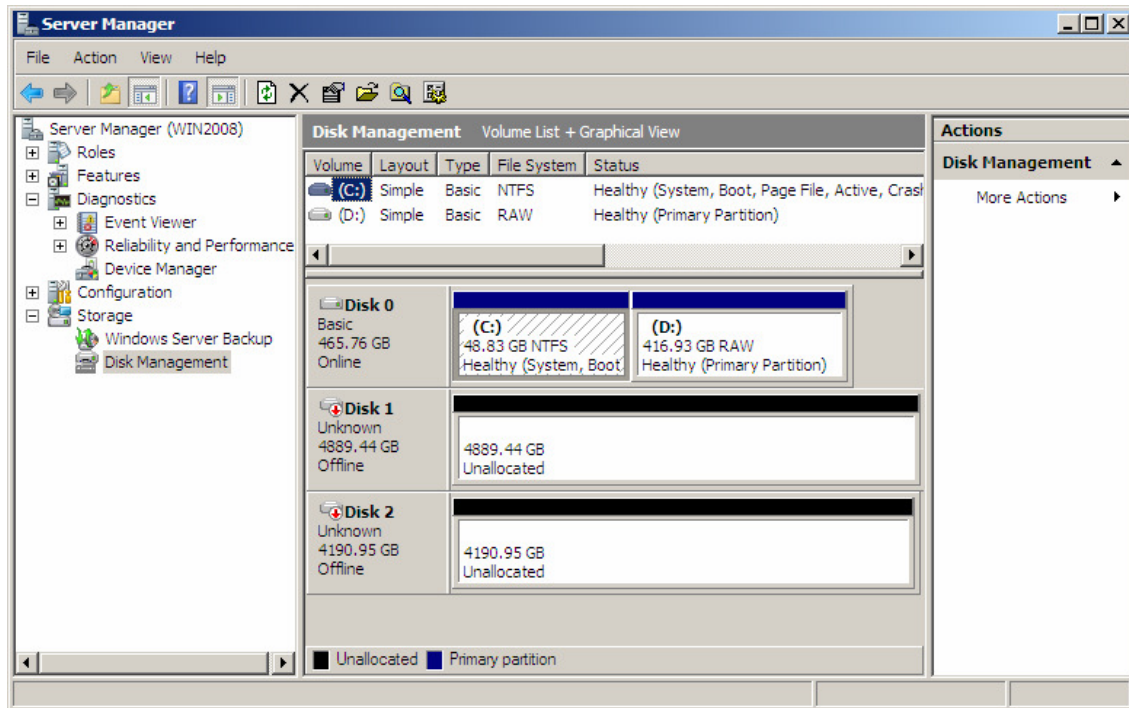 Server Manager
File Action View Help
Server Manager (WIN2008)
Roles
Features
Diagnostics
Event Viewer
Reliability and Performance
Device Manager
Configuration
Storage
Windows Server Backup
Disk Management
Disk Management Volume List + Graphical View
Volume Layout Type File System Status
(C:) Simple Basic NTFS Healthy (System, Boot, Page File, Active, Crash
(D:) Simple Basic RAW Healthy (Primary Partition)
Disk 0
Basic
465.76 GB
Online
(C:)
48.83 GB NTFS
Healthy (System, Boot
(D:)
416.93 GB RAW
Healthy (Primary Partition)
Disk 1
Unknown
4889.44 GB
Offline
4889.44 GB
Unallocated
Disk 2
Unknown
4190.95 GB
Offline
4190.95 GB
Unallocated
Unallocated Primary partition
Actions
Disk Management
More Actions